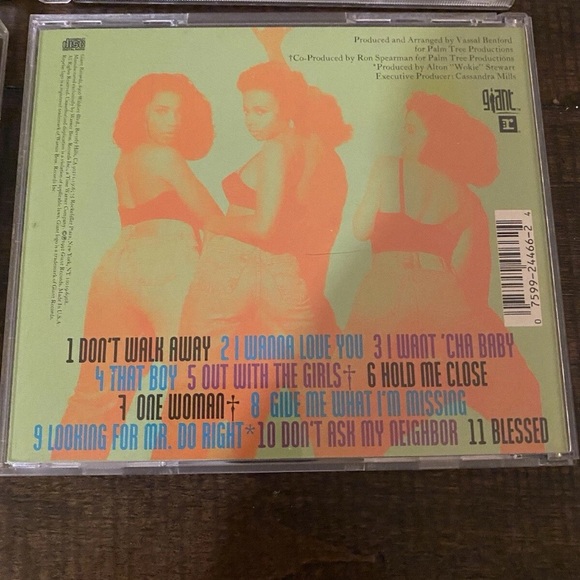 Produced and Arranged by Vassal Benford
for Palm Tree Productions
†Co-Produced by Ron Spearman for Palm Tree Productions
*Produced by Alton "Wokie" Stewart
Executive Producer: Cassandra Mills
giant
0 7599-24466-2 4
1 DON'T WALK AWAY 2 I WANNA LOVE YOU 3 I WANT 'CHA BABY
4 THAT BOY 5 OUT WITH THE GIRLS† 6 HOLD ME CLOSE
7 ONE WOMAN† 8 GIVE ME WHAT I'M MISSING
9 LOOKING FOR MR. DO RIGHT* 10 DON'T ASK MY NEIGHBOR 11 BLESSED